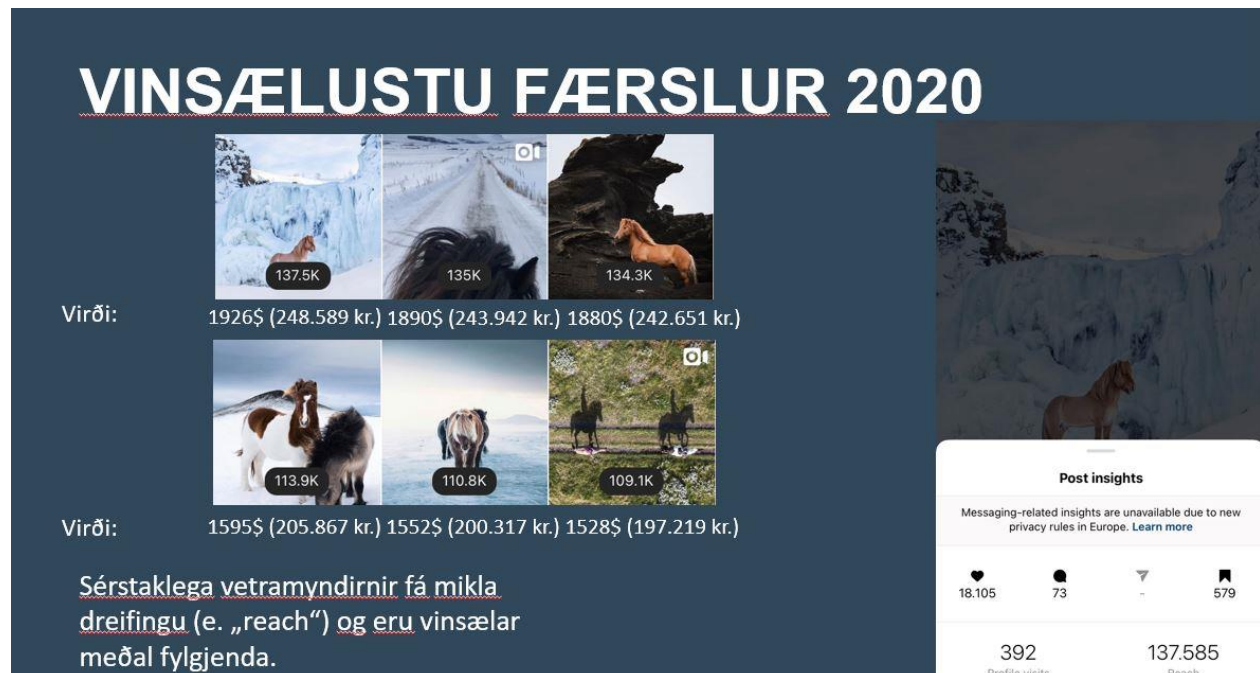 VINSÆLUSTU FÆRSLUR 2020
137.5K
135K
134.3K
Virði:
1926$ (248.589 kr.) 1890$ (243.942 kr.) 1880$ (242.651 kr.)
113.9K
110.8K
109.1K
Virði:
1595$ (205.867 kr.) 1552$ (200.317 kr.) 1528$ (197.219 kr.)
Sérstaklega vetramyndirnir fá mikla
dreifingu (e. „reach“) og eru vinsælar
meðal fylgjenda.
Post insights
Messaging-related insights are unavailable due to new
privacy rules in Europe. Learn more
18.105
73
-
579
392
137.585
Profile visits
Reach